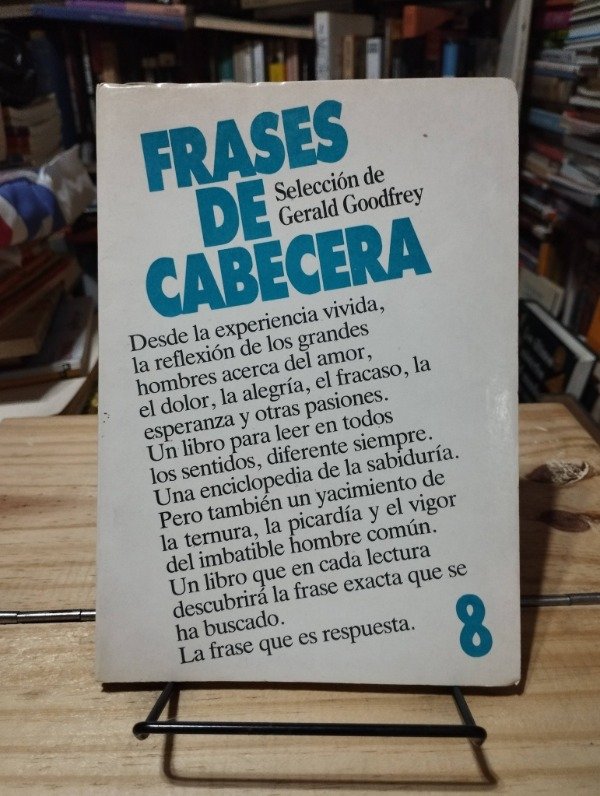 FRASES
DE
Selección de
Gerald Goodfrey
CABECERA
Desde la experiencia vivida,
la reflexión de los grandes
hombres acerca del amor,
el dolor, la alegría, el fracaso, la
esperanza y otras pasiones.
Un libro para leer en todos
los sentidos, diferente siempre.
Una enciclopedia de la sabiduría.
Pero también un yacimiento de
la ternura, la picardía y el vigor
del imbatible hombre común.
Un libro que en cada lectura
descubrirá la frase exacta que se
ha buscado.
La frase que es respuesta.
8